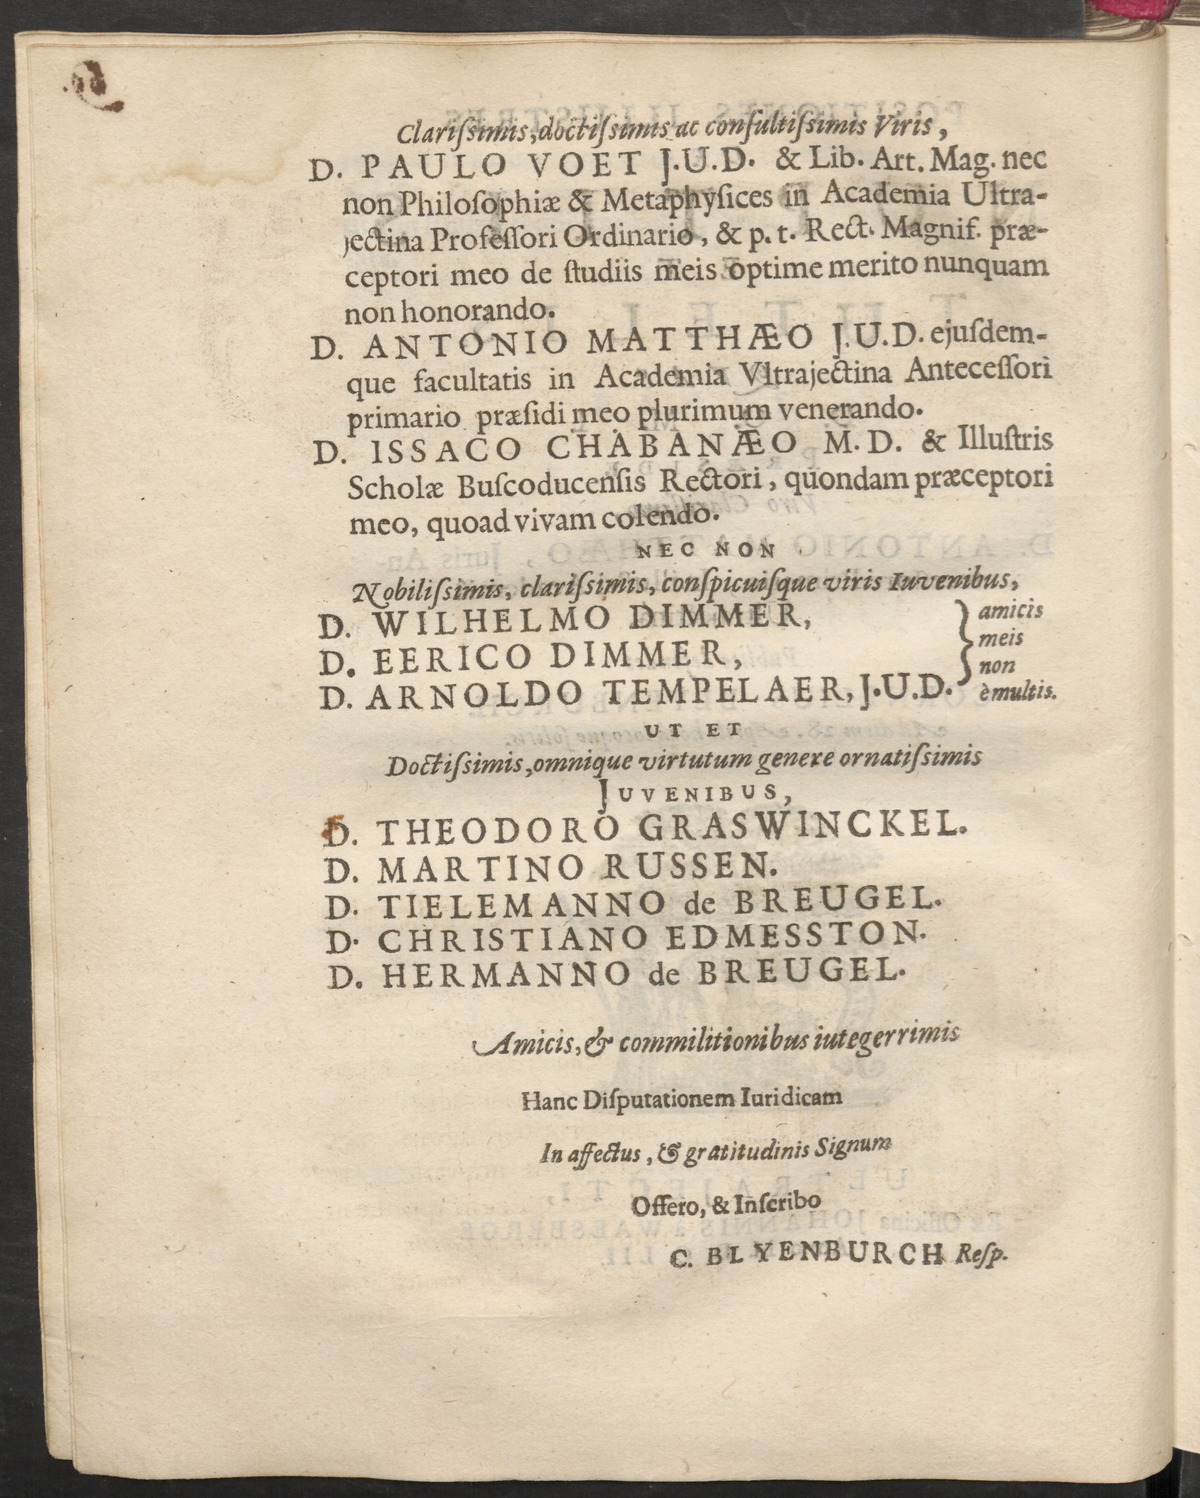 Clariſsimis, doctiſsimis ac conſultiſsimis Viris,
D. PAULO VOET J.U.D. & Lib. Art. Mag. nec
non Philoſophiæ & Metaphyſices in Academia Ultra-
jectina Profeſſori Ordinario, & p. t. Rect. Magnif. præ-
ceptori meo de ſtudiis meis optime merito nunquam
non honorando.
D. ANTONIO MATTHÆO J.U.D. ejuſdem-
que facultatis in Academia Vltrajectina Anteceſſori
primario præſidi meo plurimum venerando.
D. ISSACO CHABANÆO M.D. & Illuſtris
Scholæ Buſcoducenſis Rectori, quondam præceptori
meo, quoad vivam colendo.
NEC NON
Nobiliſsimis, clariſsimis, conſpicuiſque viris Iuvenibus,
D. WILHELMO DIMMER,
D. EERICO DIMMER,
D. ARNOLDO TEMPELAER, J.U.D.
amicis
meis
non
è multis.
UT ET
Doctiſsimis, omnique virtutum genere ornatiſsimis
JUVENIBUS,
D. THEODORO GRASWINCKEL.
D. MARTINO RUSSEN.
D. TIELEMANNO de BREUGEL.
D. CHRISTIANO EDMESSTON.
D. HERMANNO de BREUGEL.
Amicis, & commilitionibus iutegerrimis
Hanc Diſputationem Iuridicam
In affectus, & gratitudinis Signum
Offero, & Inſcribo
C. BLYENBURCH Reſp.